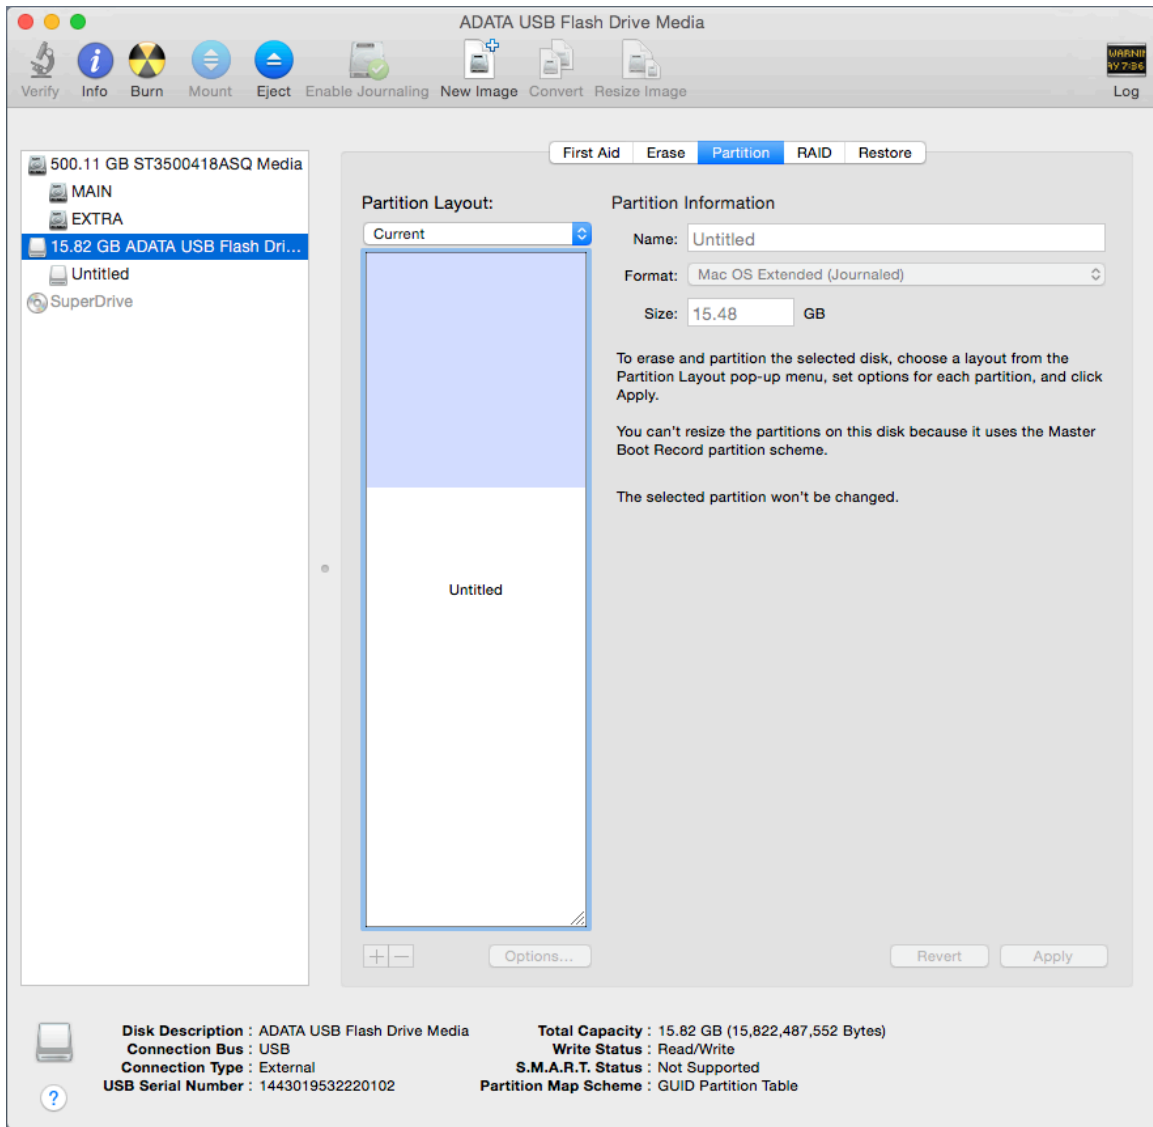 ADATA USB Flash Drive Media
Verify Info Burn Mount Eject Enable Journaling New Image Convert Resize Image Log
WARNIN
AY 7:86
500.11 GB ST3500418ASQ Media
MAIN
EXTRA
15.82 GB ADATA USB Flash Dri...
Untitled
SuperDrive
First Aid Erase Partition RAID Restore
Partition Layout:
Current
Untitled
Options...
Partition Information
Name: Untitled
Format: Mac OS Extended (Journaled)
Size: 15.48 GB
To erase and partition the selected disk, choose a layout from the
Partition Layout pop-up menu, set options for each partition, and click
Apply.
You can't resize the partitions on this disk because it uses the Master
Boot Record partition scheme.
The selected partition won't be changed.
Revert Apply
Disk Description : ADATA USB Flash Drive Media
Connection Bus : USB
Connection Type : External
USB Serial Number : 1443019532220102
Total Capacity : 15.82 GB (15,822,487,552 Bytes)
Write Status : Read/Write
S.M.A.R.T. Status : Not Supported
Partition Map Scheme : GUID Partition Table
?